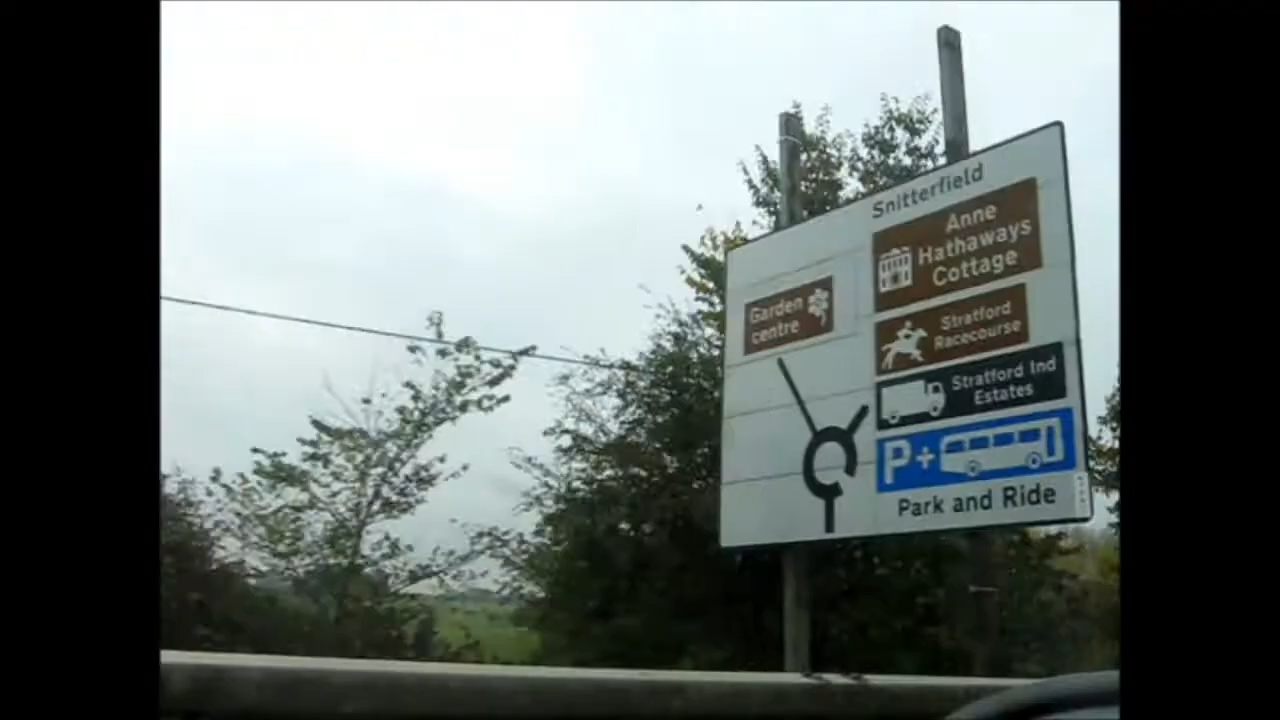 Snitterfield
Anne
Hathaways
Cottage
Garden
centre
Stratford
Racecourse
Stratford Ind
Estates
P+
Park and Ride